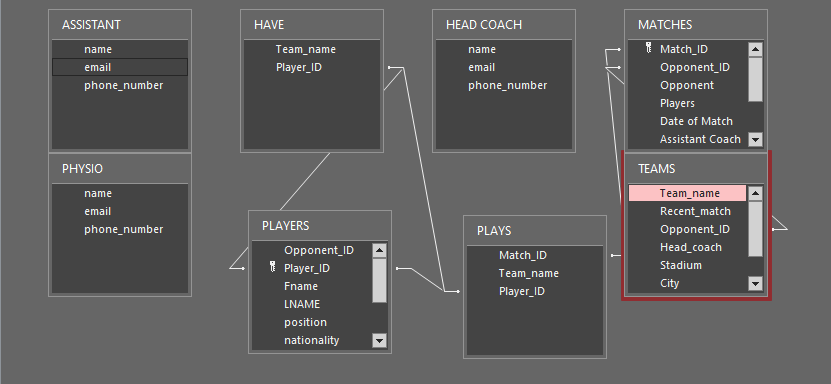 ASSISTANT
name
email
phone_number
HAVE
Team_name
Player_ID
HEAD COACH
name
email
phone_number
MATCHES
Match_ID
Opponent_ID
Opponent
Players
Date of Match
Assistant Coach
PHYSIO
name
email
phone_number
PLAYERS
Opponent_ID
Player_ID
Fname
LNAME
position
nationality
PLAYS
Match_ID
Team_name
Player_ID
TEAMS
Team_name
Recent_match
Opponent_ID
Head_coach
Stadium
City